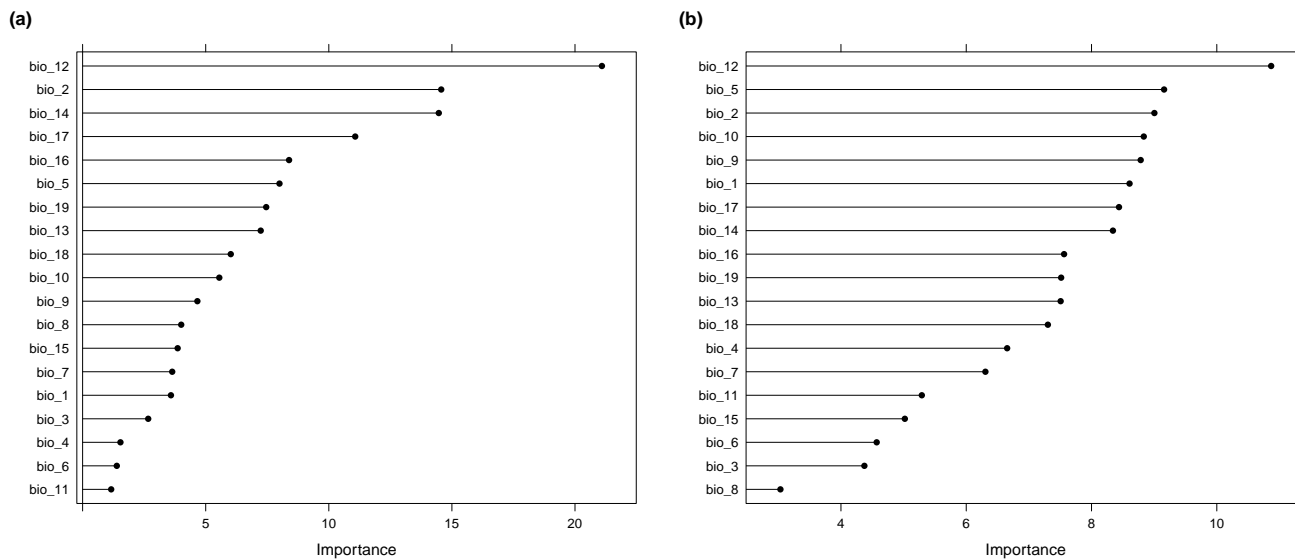 (a)
bio_12
bio_2
bio_14
bio_17
bio_16
bio_5
bio_19
bio_13
bio_18
bio_10
bio_9
bio_8
bio_15
bio_7
bio_1
bio_3
bio_4
bio_6
bio_11
5 10 15 20
Importance
(b)
bio_12
bio_5
bio_2
bio_10
bio_9
bio_1
bio_17
bio_14
bio_16
bio_19
bio_13
bio_18
bio_4
bio_7
bio_11
bio_15
bio_6
bio_3
bio_8
4 6 8 10
Importance